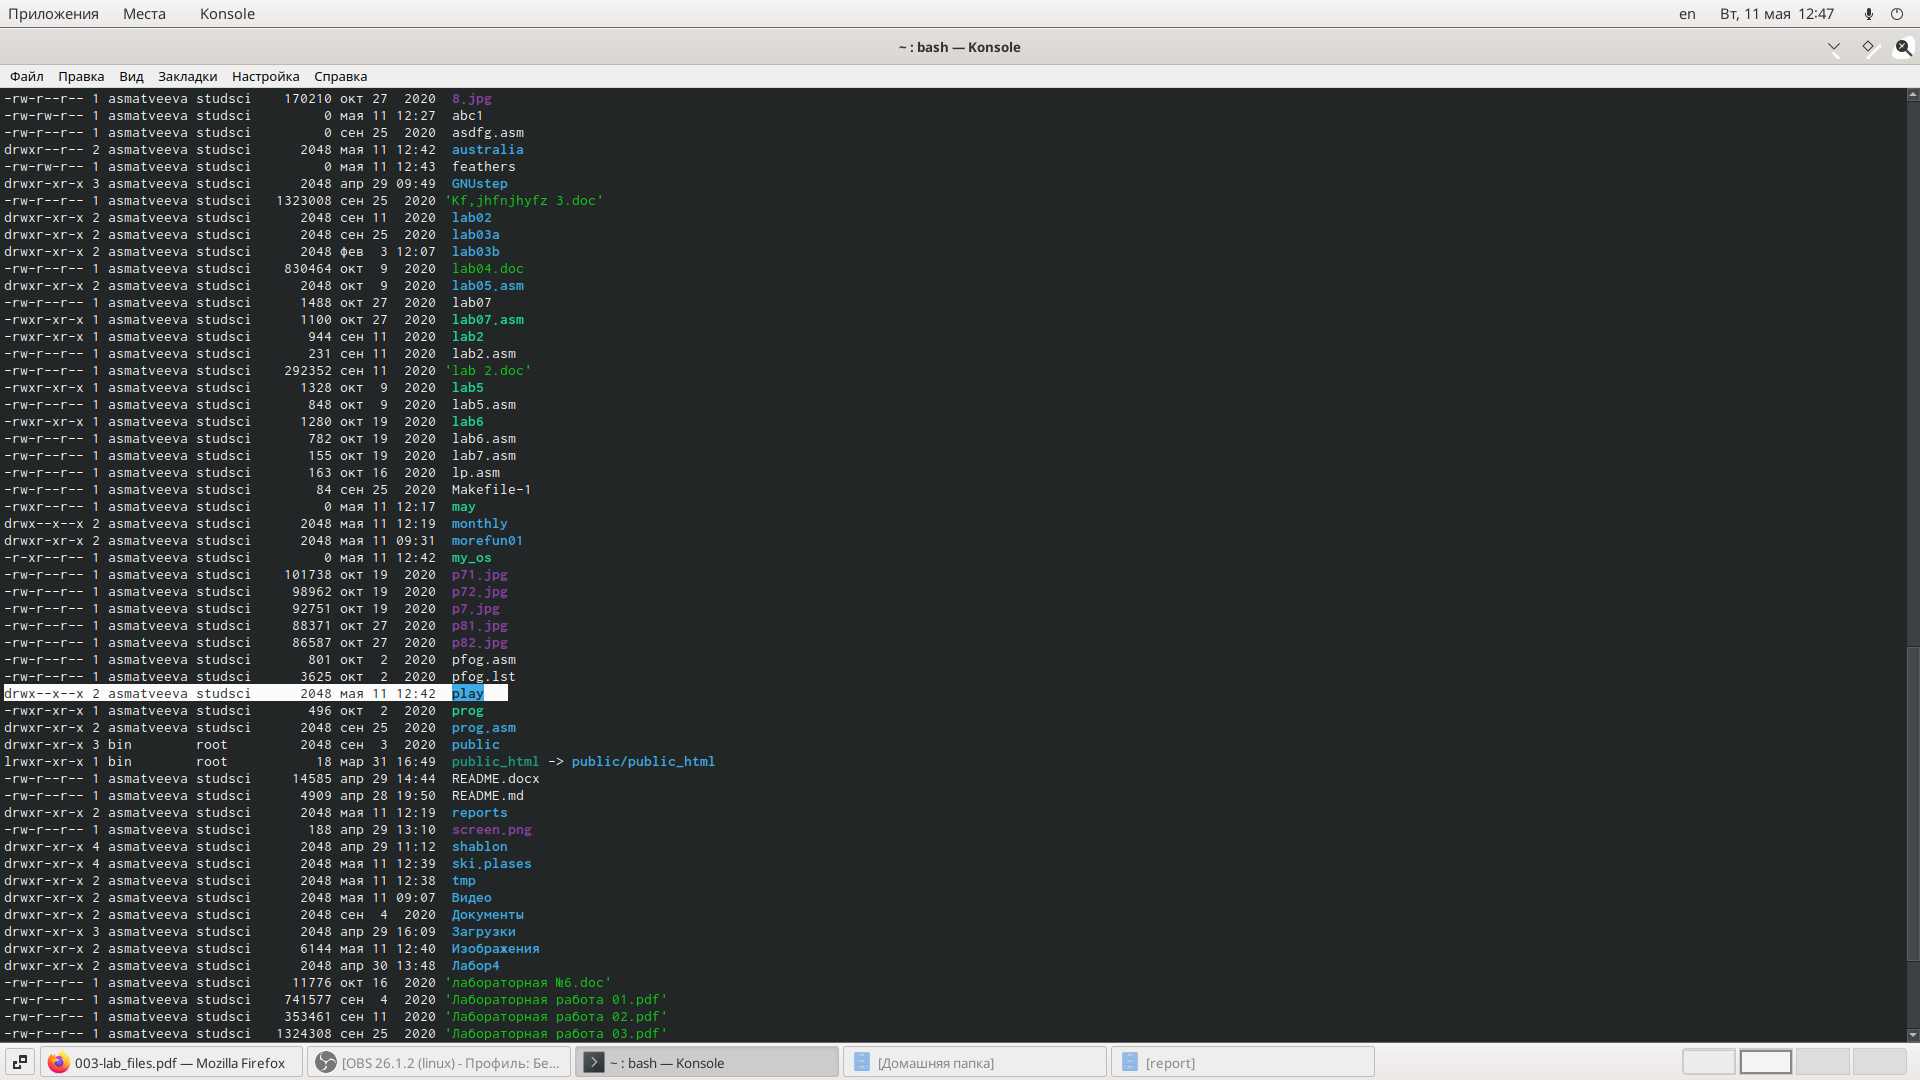 Приложения Места Konsole en Вт, 11 мая 12:47
~ : bash — Konsole
Файл Правка Вид Закладки Настройка Справка
-rw-r--r-- 1 asmatveeva studsci 170210 окт 27 2020 8.jpg
-rw-rw-r-- 1 asmatveeva studsci 0 мая 11 12:27 abc1
-rw-r--r-- 1 asmatveeva studsci 0 сен 25 2020 asdfg.asm
drwxr--r-- 2 asmatveeva studsci 2048 мая 11 12:42 australia
-rw-rw-r-- 1 asmatveeva studsci 0 мая 11 12:43 feathers
drwxr-xr-x 3 asmatveeva studsci 2048 апр 29 09:49 GNUstep
-rw-r--r-- 1 asmatveeva studsci 1323008 сен 25 2020 'Kf,jhfnjhyfz 3.doc'
drwxr-xr-x 2 asmatveeva studsci 2048 сен 11 2020 lab02
drwxr-xr-x 2 asmatveeva studsci 2048 сен 25 2020 lab03a
drwxr-xr-x 2 asmatveeva studsci 2048 фев 3 12:07 lab03b
-rw-r--r-- 1 asmatveeva studsci 830464 окт 9 2020 lab04.doc
drwxr-xr-x 2 asmatveeva studsci 2048 окт 9 2020 lab05.asm
-rw-r--r-- 1 asmatveeva studsci 1488 окт 27 2020 lab07
-rwxr-xr-x 1 asmatveeva studsci 1100 окт 27 2020 lab07.asm
-rwxr-xr-x 1 asmatveeva studsci 944 сен 11 2020 lab2
-rw-r--r-- 1 asmatveeva studsci 231 сен 11 2020 lab2.asm
-rw-r--r-- 1 asmatveeva studsci 292352 сен 11 2020 'lab 2.doc'
-rwxr-xr-x 1 asmatveeva studsci 1328 окт 9 2020 lab5
-rw-r--r-- 1 asmatveeva studsci 848 окт 9 2020 lab5.asm
-rwxr-xr-x 1 asmatveeva studsci 1280 окт 19 2020 lab6
-rw-r--r-- 1 asmatveeva studsci 782 окт 19 2020 lab6.asm
-rw-r--r-- 1 asmatveeva studsci 155 окт 19 2020 lab7.asm
-rw-r--r-- 1 asmatveeva studsci 163 окт 16 2020 lp.asm
-rw-r--r-- 1 asmatveeva studsci 84 сен 25 2020 Makefile-1
-rwxr--r-- 1 asmatveeva studsci 0 мая 11 12:17 may
drwx--x--x 2 asmatveeva studsci 2048 мая 11 12:19 monthly
drwxr-xr-x 2 asmatveeva studsci 2048 мая 11 09:31 morefun01
-r-xr--r-- 1 asmatveeva studsci 0 мая 11 12:42 my_os
-rw-r--r-- 1 asmatveeva studsci 101738 окт 19 2020 p71.jpg
-rw-r--r-- 1 asmatveeva studsci 98962 окт 19 2020 p72.jpg
-rw-r--r-- 1 asmatveeva studsci 92751 окт 19 2020 p7.jpg
-rw-r--r-- 1 asmatveeva studsci 88371 окт 27 2020 p81.jpg
-rw-r--r-- 1 asmatveeva studsci 86587 окт 27 2020 p82.jpg
-rw-r--r-- 1 asmatveeva studsci 801 окт 2 2020 pfog.asm
-rw-r--r-- 1 asmatveeva studsci 3625 окт 2 2020 pfog.lst
drwx--x--x 2 asmatveeva studsci 2048 мая 11 12:42 play
-rwxr-xr-x 1 asmatveeva studsci 496 окт 2 2020 prog
drwxr-xr-x 2 asmatveeva studsci 2048 сен 25 2020 prog.asm
drwxr-xr-x 3 bin root 2048 сен 3 2020 public
lrwxr-xr-x 1 bin root 18 мар 31 16:49 public_html -> public/public_html
-rw-r--r-- 1 asmatveeva studsci 14585 апр 29 14:44 README.docx
-rw-r--r-- 1 asmatveeva studsci 4909 апр 28 19:50 README.md
drwxr-xr-x 2 asmatveeva studsci 2048 мая 11 12:19 reports
-rw-r--r-- 1 asmatveeva studsci 188 апр 29 13:10 screen.png
drwxr-xr-x 4 asmatveeva studsci 2048 апр 29 11:12 shablon
drwxr-xr-x 4 asmatveeva studsci 2048 мая 11 12:39 ski.plases
drwxr-xr-x 2 asmatveeva studsci 2048 мая 11 12:38 tmp
drwxr-xr-x 2 asmatveeva studsci 2048 мая 11 09:07 Видео
drwxr-xr-x 2 asmatveeva studsci 2048 сен 4 2020 Документы
drwxr-xr-x 3 asmatveeva studsci 2048 апр 29 16:09 Загрузки
drwxr-xr-x 2 asmatveeva studsci 6144 мая 11 12:40 Изображения
drwxr-xr-x 2 asmatveeva studsci 2048 апр 30 13:48 Лабор4
-rw-r--r-- 1 asmatveeva studsci 11776 окт 16 2020 'лабораторная №6.doc'
-rw-r--r-- 1 asmatveeva studsci 741577 сен 4 2020 'Лабораторная работа 01.pdf'
-rw-r--r-- 1 asmatveeva studsci 353461 сен 11 2020 'Лабораторная работа 02.pdf'
-rw-r--r-- 1 asmatveeva studsci 1324308 сен 25 2020 'Лабораторная работа 03.pdf'
003-lab_files.pdf — Mozilla Firefox [OBS 26.1.2 (linux) - Профиль: Бе... ~ : bash — Konsole [Домашняя папка] [report]